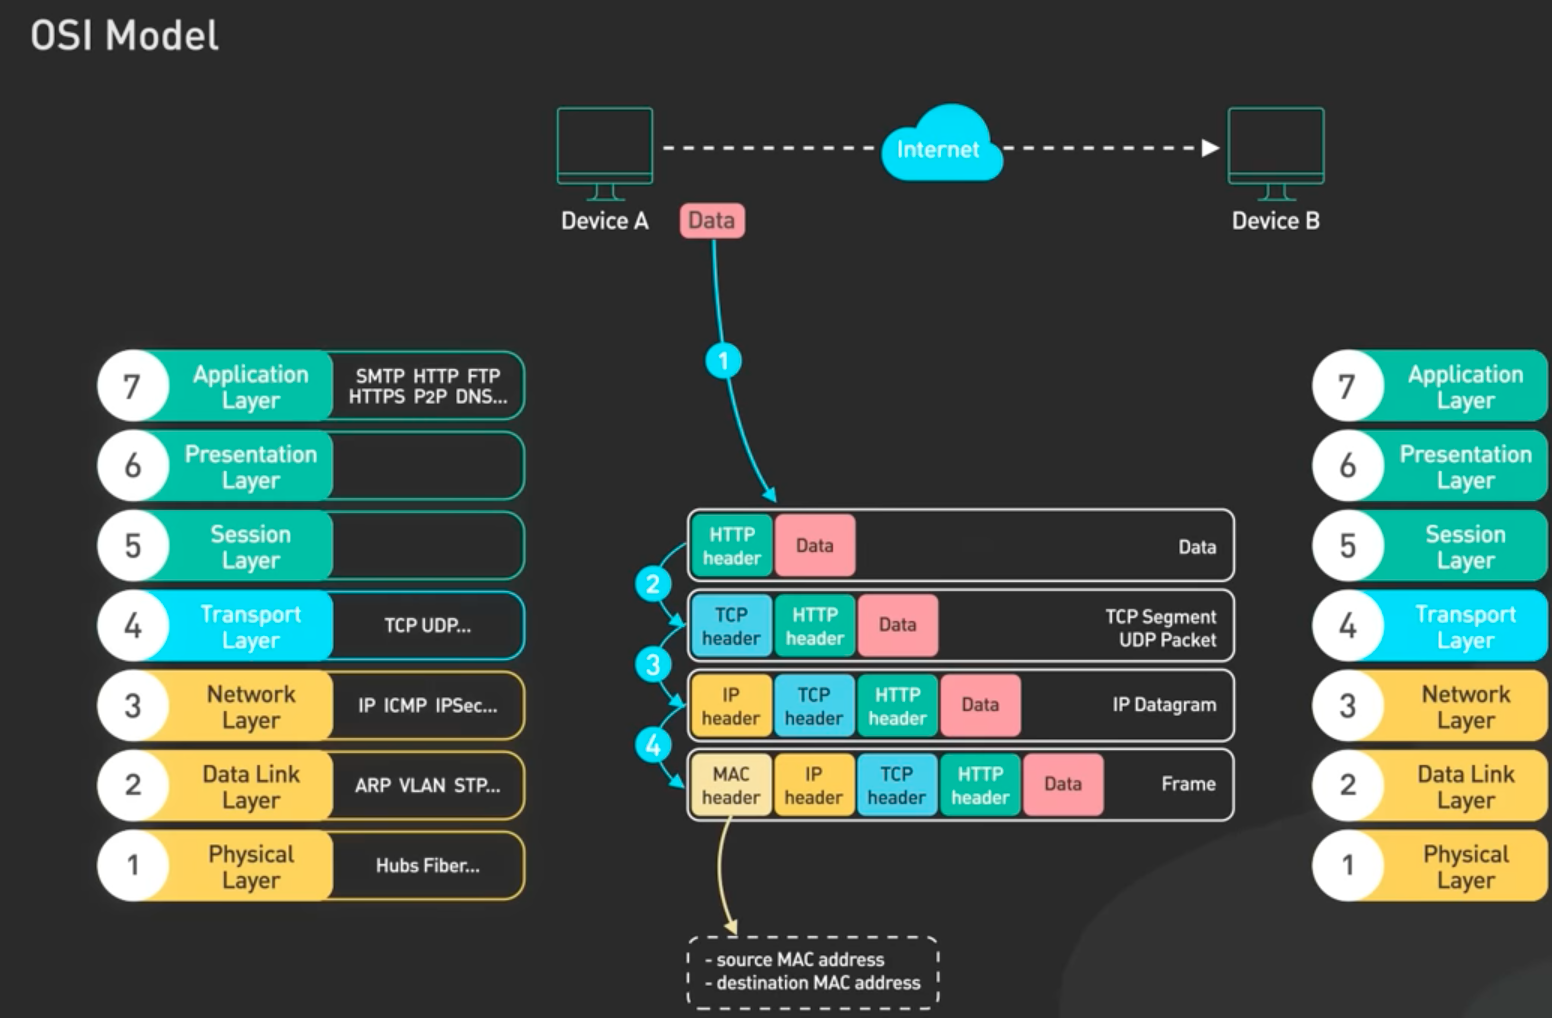 OSI Model
Internet
Device A
Data
Device B
1
7
Application
Layer
SMTP HTTP FTP
HTTPS P2P DNS...
6
Presentation
Layer
5
Session
Layer
4
Transport
Layer
TCP UDP...
3
Network
Layer
IP ICMP IPSec...
2
Data Link
Layer
ARP VLAN STP...
1
Physical
Layer
Hubs Fiber...
HTTP
header
Data
Data
2
TCP
header
HTTP
header
Data
TCP Segment
UDP Packet
3
IP
header
TCP
header
HTTP
header
Data
IP Datagram
4
MAC
header
IP
header
TCP
header
HTTP
header
Data
Frame
- source MAC address
- destination MAC address
7
Application
Layer
6
Presentation
Layer
5
Session
Layer
4
Transport
Layer
3
Network
Layer
2
Data Link
Layer
1
Physical
Layer